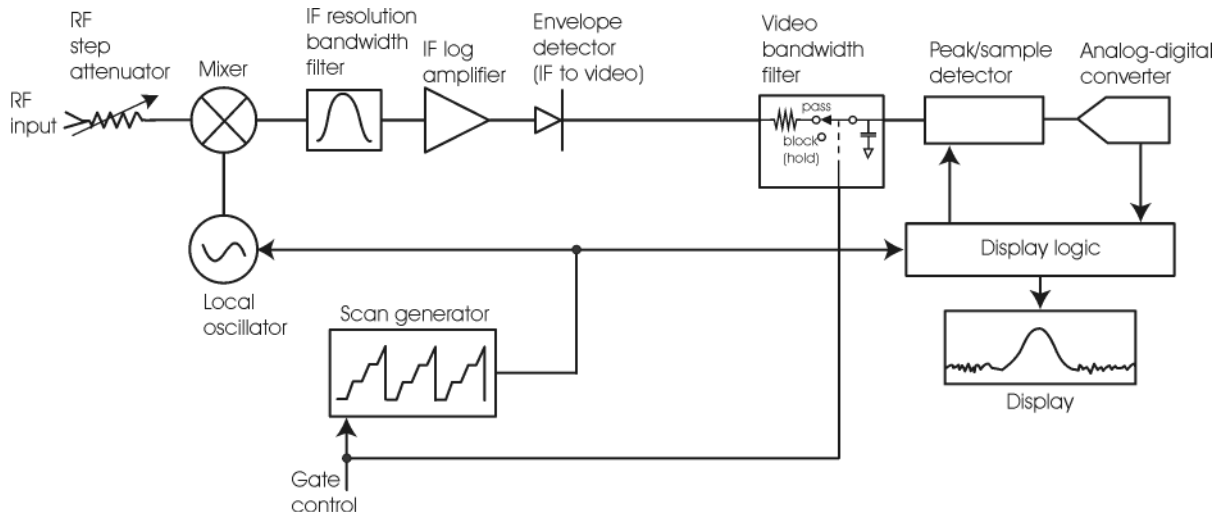 RF
step
attenuator
RF
input
Mixer
IF resolution
bandwidth
filter
IF log
amplifier
Envelope
detector
(IF to video)
Video
bandwidth
filter
pass
block
(hold)
Peak/sample
detector
Analog-digital
converter
Local
oscillator
Scan generator
Gate
control
Display logic
Display